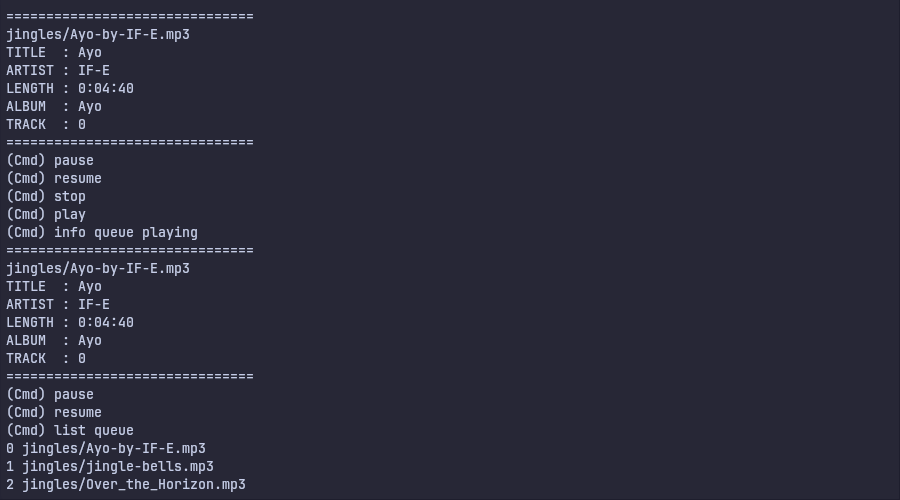 ===============================
jingles/Ayo-by-IF-E.mp3
TITLE  : Ayo
ARTIST : IF-E
LENGTH : 0:04:40
ALBUM  : Ayo
TRACK  : 0
===============================
(Cmd) pause
(Cmd) resume
(Cmd) stop
(Cmd) play
(Cmd) info queue playing
===============================
jingles/Ayo-by-IF-E.mp3
TITLE  : Ayo
ARTIST : IF-E
LENGTH : 0:04:40
ALBUM  : Ayo
TRACK  : 0
===============================
(Cmd) pause
(Cmd) resume
(Cmd) list queue
0 jingles/Ayo-by-IF-E.mp3
1 jingles/jingle-bells.mp3
2 jingles/Over_the_Horizon.mp3